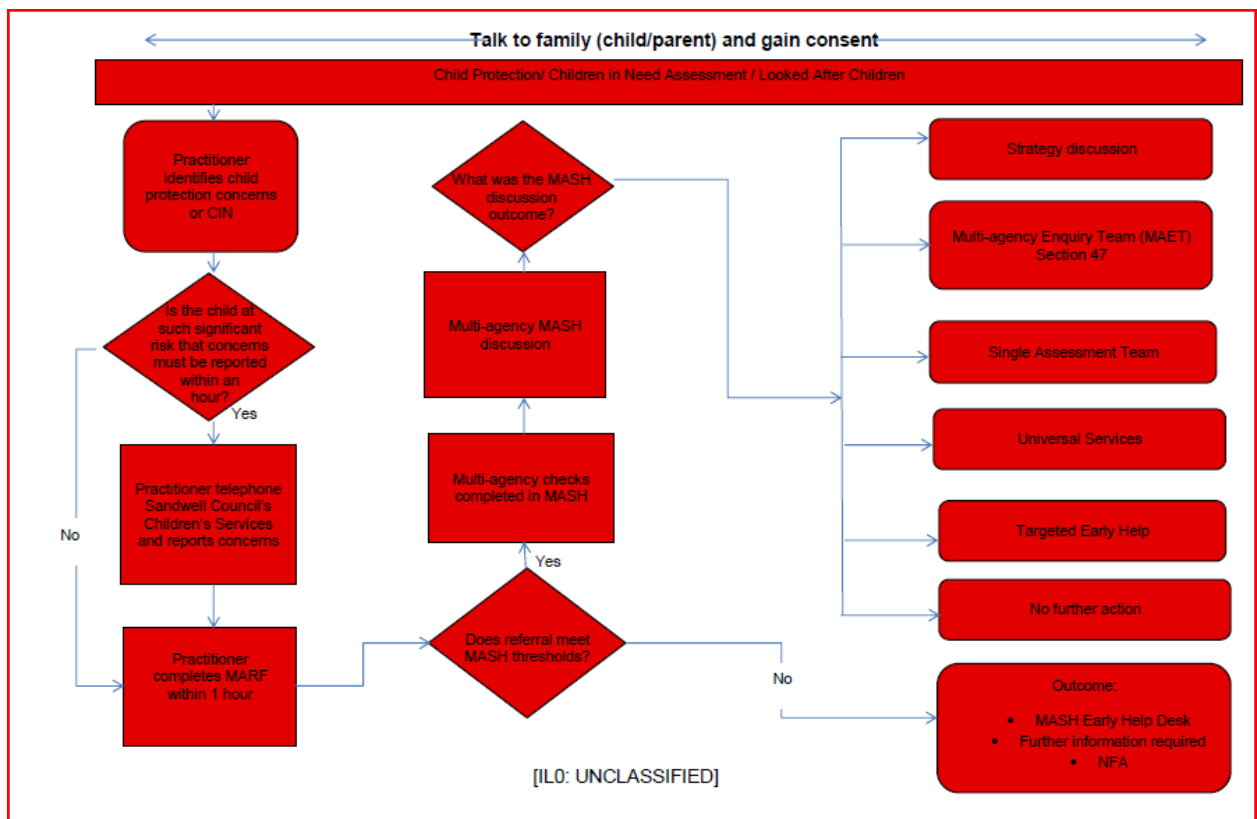 Talk to family (child/parent) and gain consent
Child Protection/ Children in Need Assessment / Looked After Children
Practitioner
identifies child
protection concerns
or CIN
Is the child at
such significant
risk that concerns
must be reported
within an
hour?
Yes
No
Practitioner telephone
Sandwell Council's
Children's Services
and reports concerns
Practitioner
completes MARF
within 1 hour
What was the MASH
discussion
outcome?
Multi-agency MASH
discussion
Multi-agency checks
completed in MASH
Yes
Does referral meet
MASH thresholds?
No
Strategy discussion
Multi-agency Enquiry Team (MAET)
Section 47
Single Assessment Team
Universal Services
Targeted Early Help
No further action
Outcome:
• MASH Early Help Desk
• Further information required
• NFA
[IL0: UNCLASSIFIED]